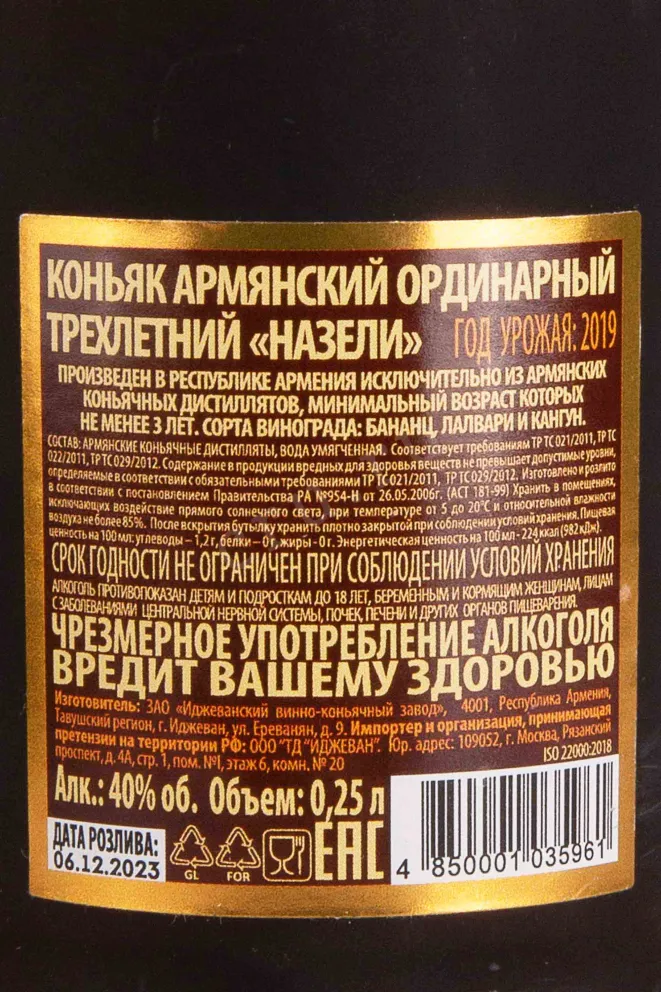 КОНЬЯК АРМЯНСКИЙ ОРДИНАРНЫЙ
ТРЕХЛЕТНИЙ «НАЗЕЛИ» ГОД УРОЖАЯ: 2019
ПРОИЗВЕДЕН В РЕСПУБЛИКЕ АРМЕНИЯ ИСКЛЮЧИТЕЛЬНО ИЗ АРМЯНСКИХ
КОНЬЯЧНЫХ ДИСТИЛЛЯТОВ, МИНИМАЛЬНЫЙ ВОЗРАСТ КОТОРЫХ
НЕ МЕНЕЕ 3 ЛЕТ. СОРТА ВИНОГРАДА: БАНАНЦ, ЛАЛВАРИ И КАНГУН.
СОСТАВ: АРМЯНСКИЕ КОНЬЯЧНЫЕ ДИСТИЛЛЯТЫ, ВОДА УМЯГЧЕННАЯ. Соответствует требованиям ТР ТС 021/2011, ТР ТС
022/2011, ТР ТС 029/2012. Содержание в продукции вредных для здоровья веществ не превышает допустимые уровни,
определяемые в соответствии с обязательными требованиями ТР ТС 021/2011, ТР ТС 029/2012. Изготовлено и розлито
в соответствии с постановлением Правительства РА №954-Н от 26.05.2006г. (АСТ 181-99) Хранить в помещениях,
исключающих воздействие прямого солнечного света, при температуре от 5 до 20°С и относительной влажности
воздуха не более 85%. После вскрытия бутылку хранить плотно закрытой при соблюдении условий хранения. Пищевая
ценность на 100 мл: углеводы – 1,2 г, белки – 0 г, жиры - 0 г. Энергетическая ценность на 100 мл - 224 ккал (982 кДж).
СРОК ГОДНОСТИ НЕ ОГРАНИЧЕН ПРИ СОБЛЮДЕНИИ УСЛОВИЙ ХРАНЕНИЯ
АЛКОГОЛЬ ПРОТИВОПОКАЗАН ДЕТЯМ И ПОДРОСТКАМ ДО 18 ЛЕТ, БЕРЕМЕННЫМ И КОРМЯЩИМ ЖЕНЩИНАМ, ЛИЦАМ
С ЗАБОЛЕВАНИЯМИ ЦЕНТРАЛЬНОЙ НЕРВНОЙ СИСТЕМЫ, ПОЧЕК, ПЕЧЕНИ И ДРУГИХ ОРГАНОВ ПИЩЕВАРЕНИЯ.
ЧРЕЗМЕРНОЕ УПОТРЕБЛЕНИЕ АЛКОГОЛЯ
ВРЕДИТ ВАШЕМУ ЗДОРОВЬЮ
Изготовитель: ЗАО «Иджеванский винно-коньячный завод», 4001, Республика Армения,
Тавушский регион, г. Иджеван, ул. Ереванян, д. 9. Импортер и организация, принимающая
претензии на территории РФ: ООО "ТД "ИДЖЕВАН". Юр. адрес: 109052, г. Москва, Рязанский
проспект, д. 4А, стр. 1, пом. №I, этаж 6, комн. № 20
ISO 22000:2018
Алк.: 40% об. Объем: 0,25 л
ДАТА РОЗЛИВА:
06.12.2023
GL
FOR
ЕАС
4 850001 035961